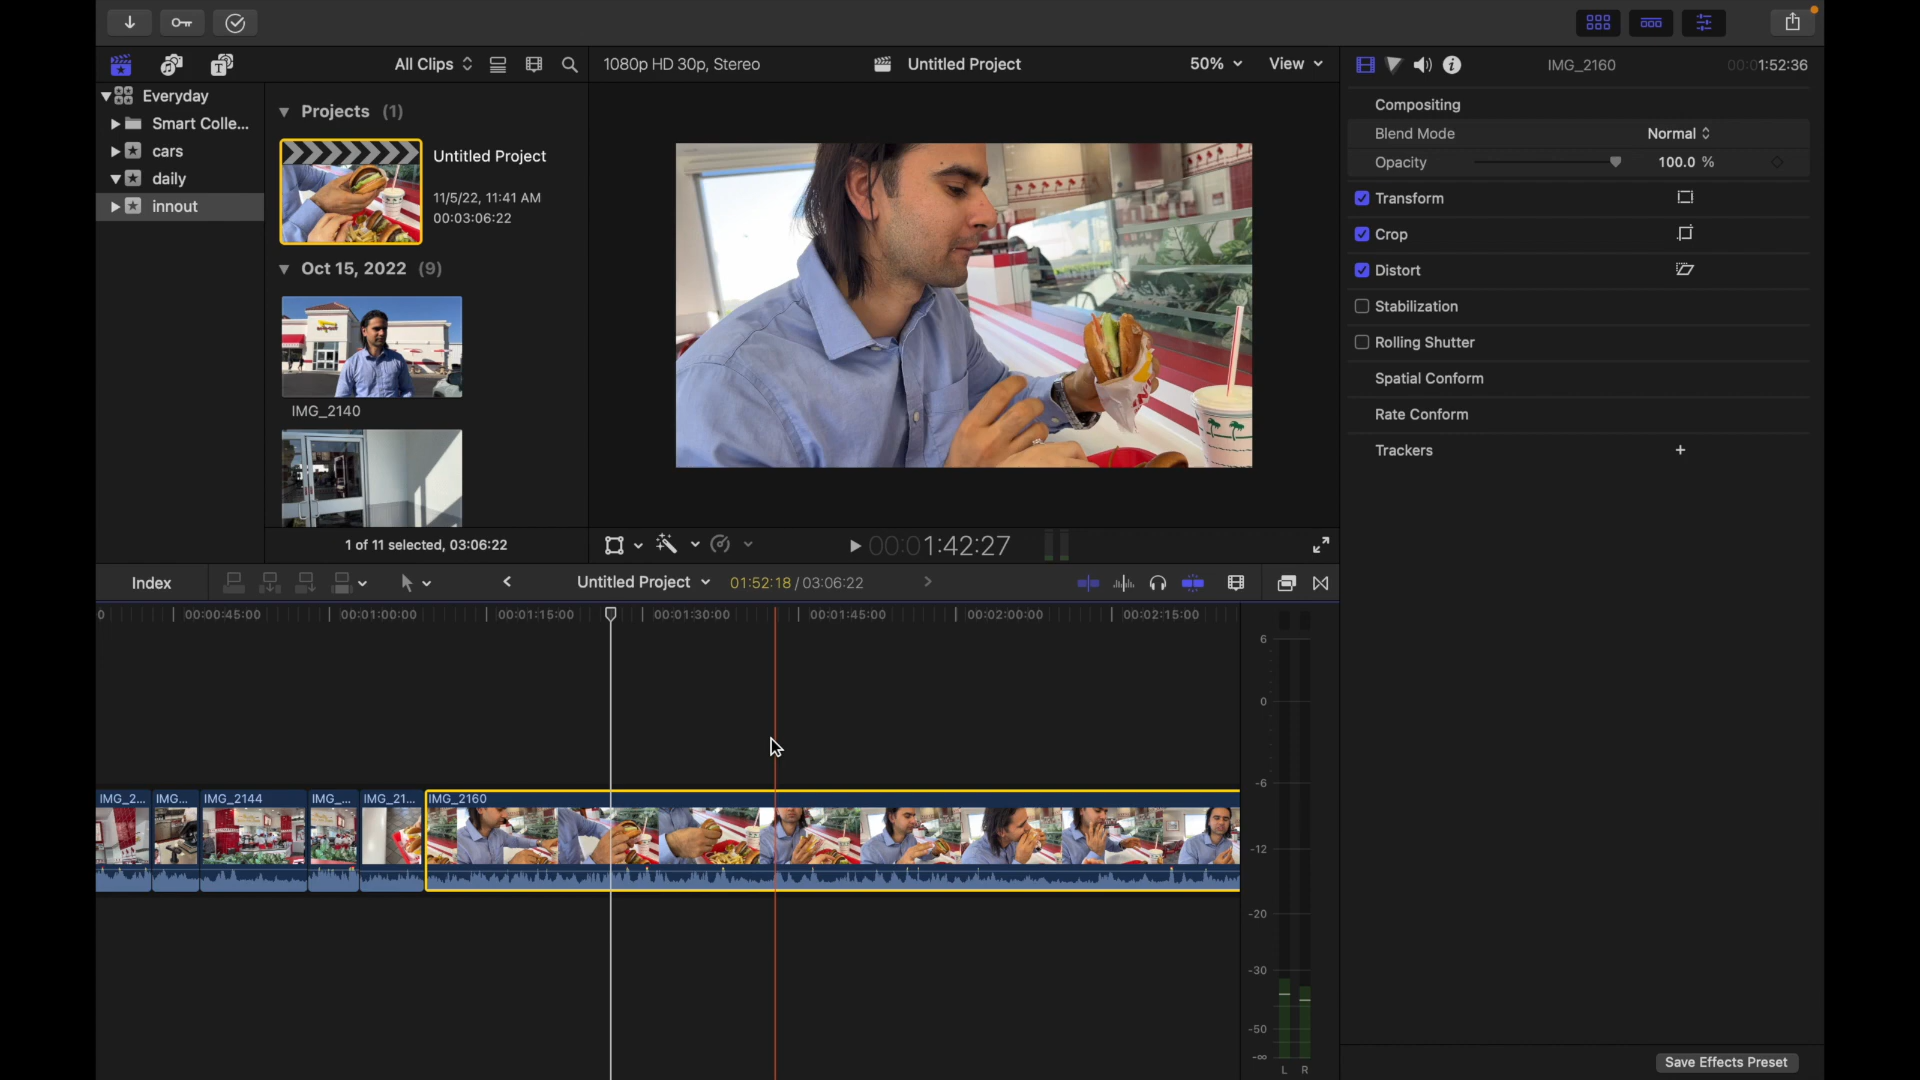 All Clips
1080p HD 30p, Stereo
Untitled Project
50%
View
IMG_2160
00:01:52:36
Everyday
Smart Colle...
cars
daily
innout
Projects (1)
Untitled Project
11/5/22, 11:41 AM
00:03:06:22
Oct 15, 2022 (9)
IMG_2140
1 of 11 selected, 03:06:22
00:01:42:27
Compositing
Blend Mode
Normal
Opacity
100.0 %
Transform
Crop
Distort
Stabilization
Rolling Shutter
Spatial Conform
Rate Conform
Trackers
Index
Untitled Project
01:52:18 / 03:06:22
0
00:00:45:00
00:01:00:00
00:01:15:00
00:01:30:00
00:01:45:00
00:02:00:00
00:02:15:00
IMG_2...
IMG...
IMG_2144
IMG_...
IMG_21...
IMG_2160
6
0
-6
-12
-20
-30
-50
-∞
L R
Save Effects Preset